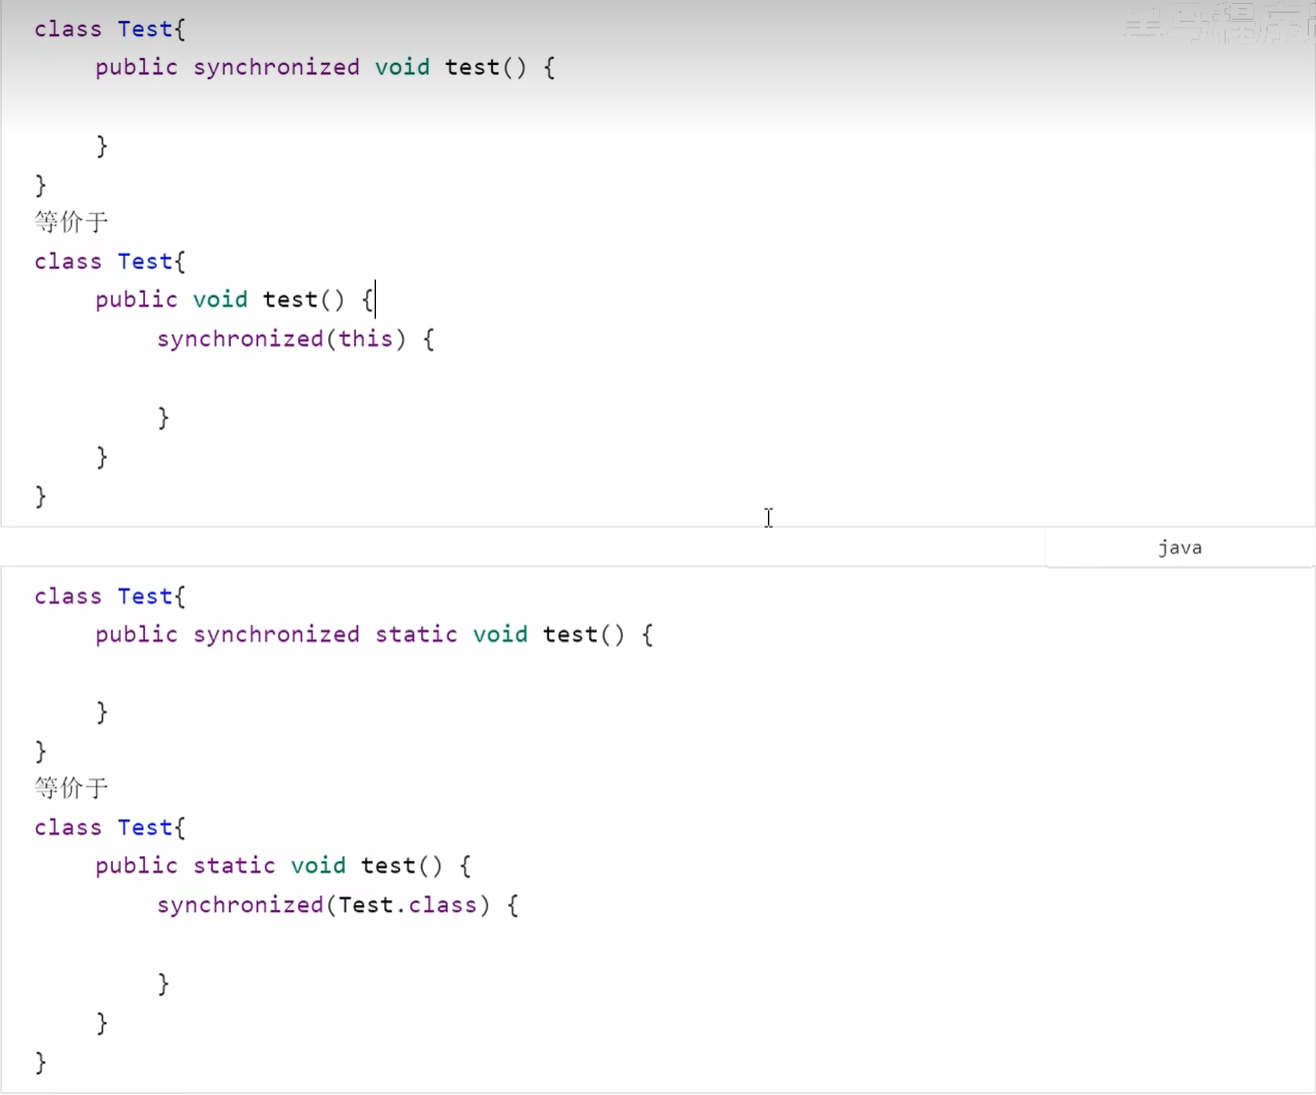 class Test{
public synchronized void test() {
}
}
等价于
class Test{
public void test() {
synchronized(this) {
}
}
}
java
class Test{
public synchronized static void test() {
}
}
等价于
class Test{
public static void test() {
synchronized(Test.class) {
}
}
}